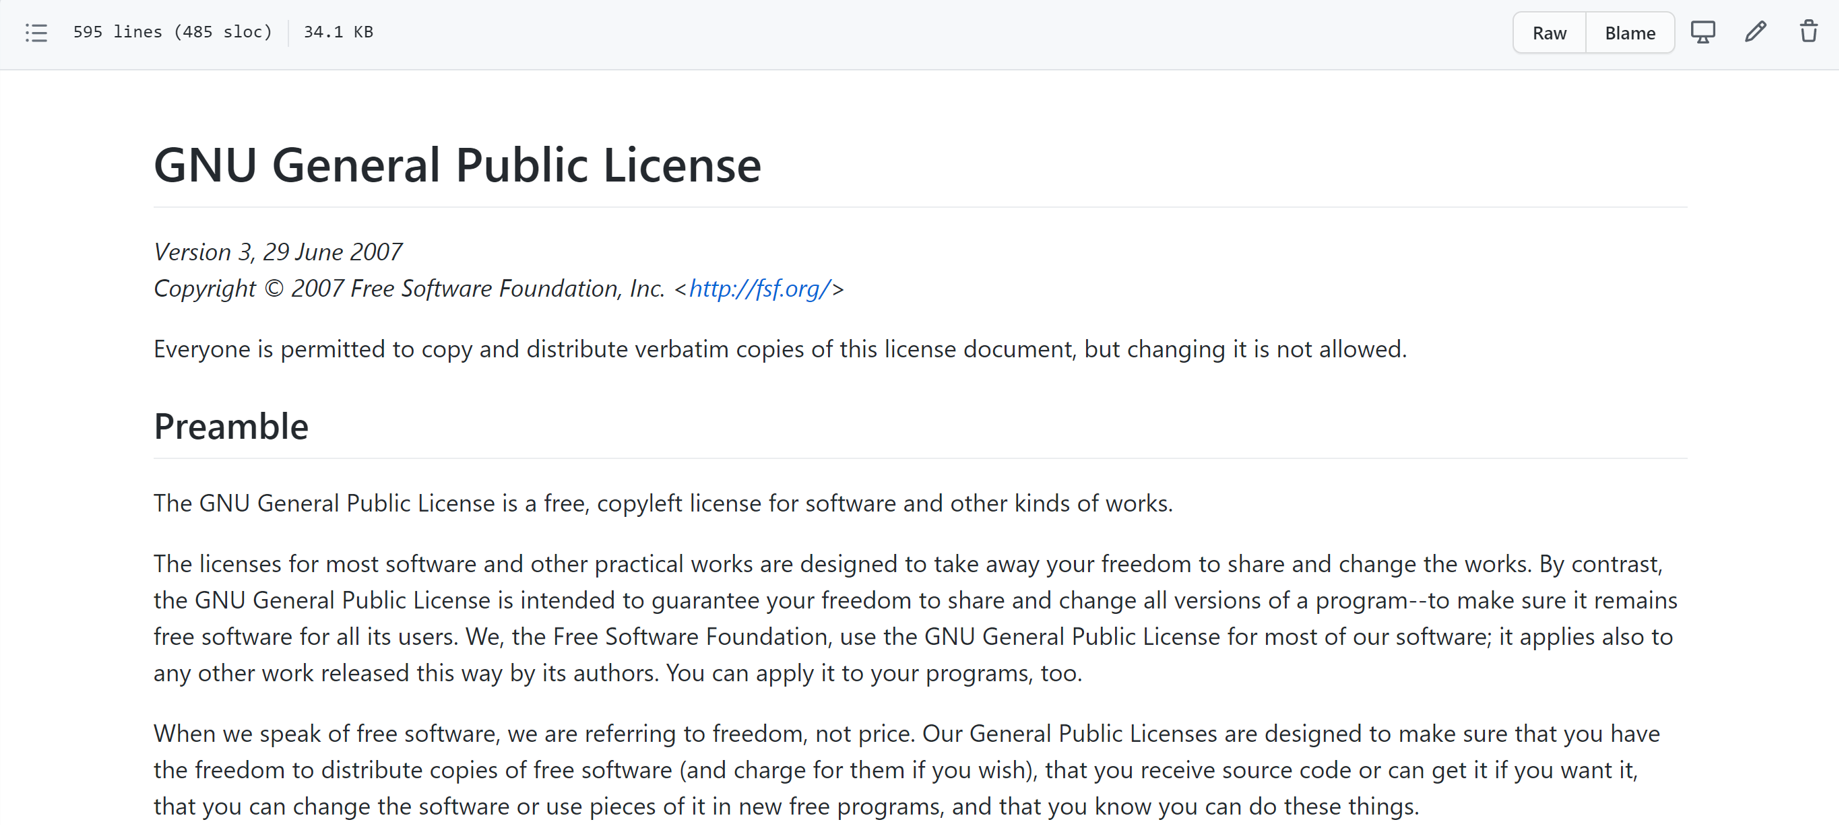 595 lines (485 sloc) 34.1 KB Raw Blame
GNU General Public License
Version 3, 29 June 2007
Copyright © 2007 Free Software Foundation, Inc. <http://fsf.org/>
Everyone is permitted to copy and distribute verbatim copies of this license document, but changing it is not allowed.
Preamble
The GNU General Public License is a free, copyleft license for software and other kinds of works.
The licenses for most software and other practical works are designed to take away your freedom to share and change the works. By contrast,
the GNU General Public License is intended to guarantee your freedom to share and change all versions of a program--to make sure it remains
free software for all its users. We, the Free Software Foundation, use the GNU General Public License for most of our software; it applies also to
any other work released this way by its authors. You can apply it to your programs, too.
When we speak of free software, we are referring to freedom, not price. Our General Public Licenses are designed to make sure that you have
the freedom to distribute copies of free software (and charge for them if you wish), that you receive source code or can get it if you want it,
that you can change the software or use pieces of it in new free programs, and that you know you can do these things.